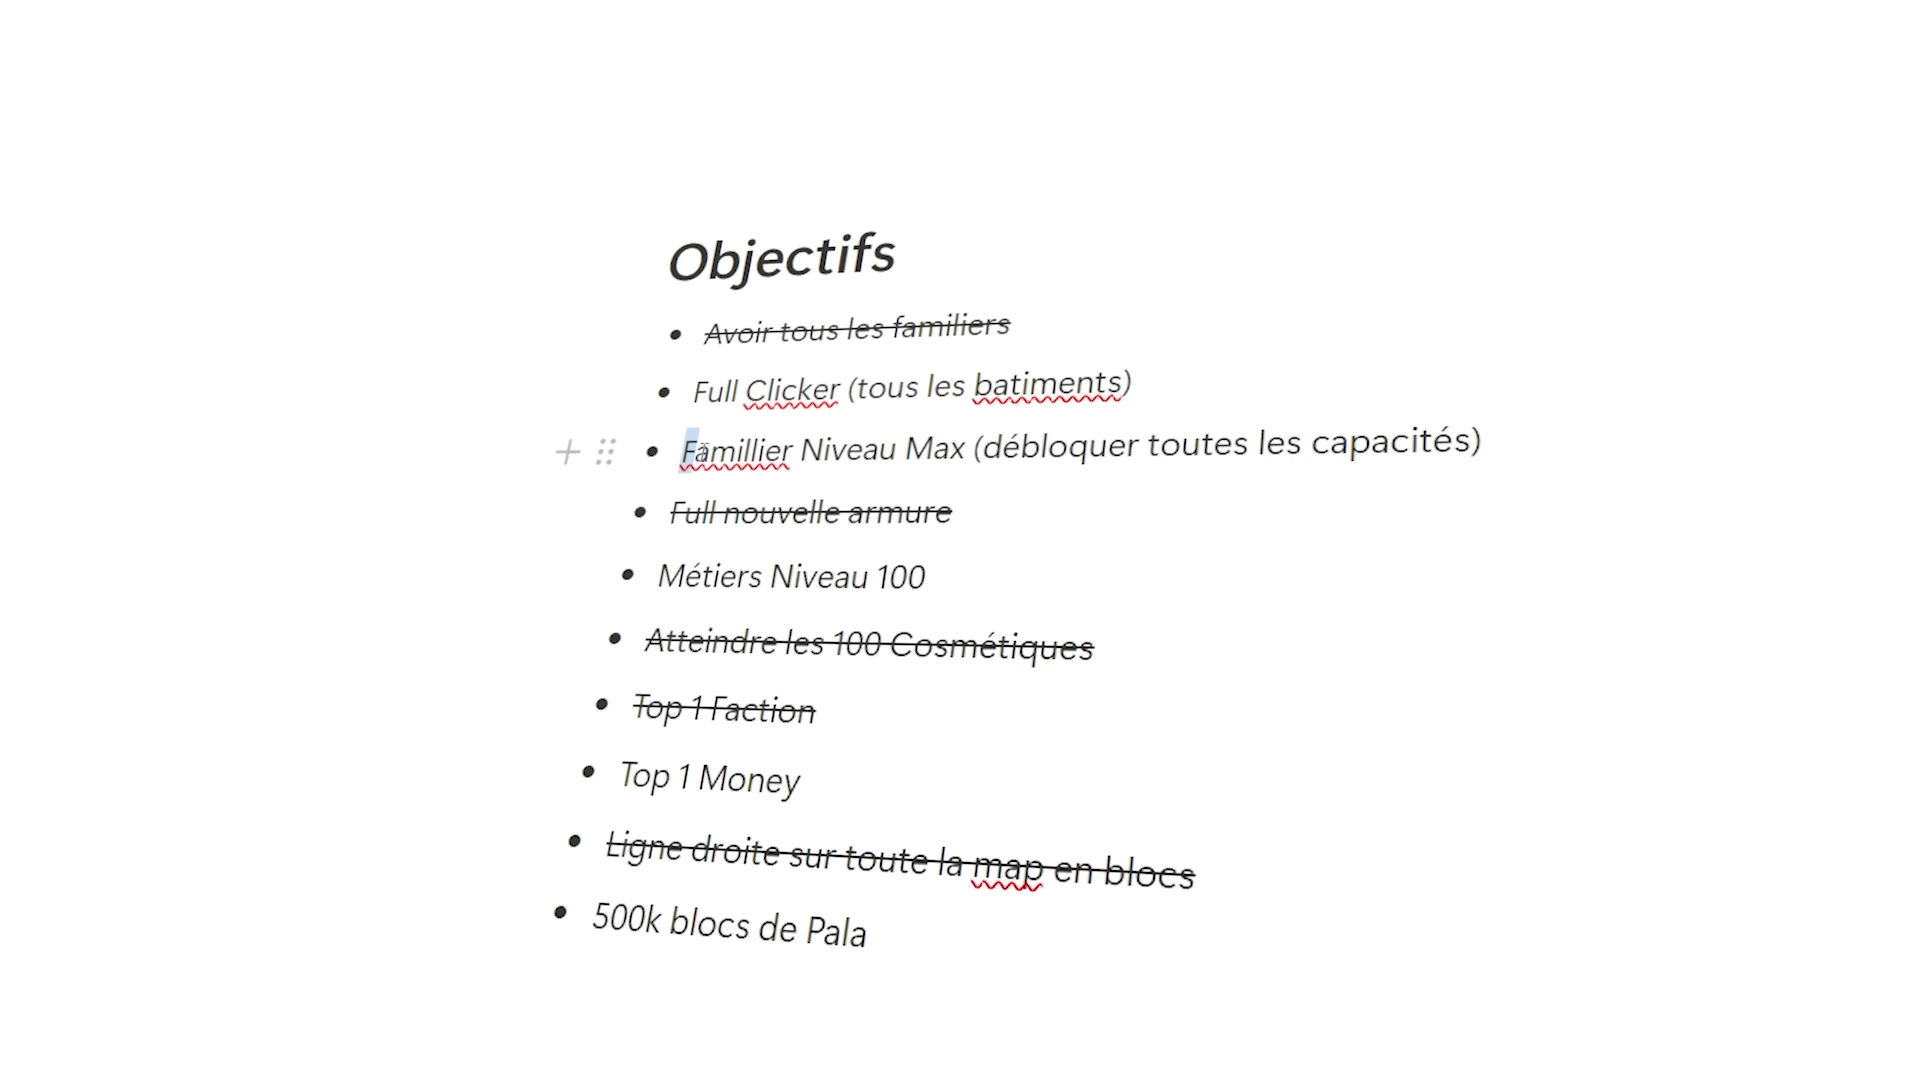 Objectifs
Avoir tous les familiers
Full Clicker (tous les batiments)
Famillier Niveau Max (débloquer toutes les capacités)
Full nouvelle armure
Métiers Niveau 100
Atteindre les 100 Cosmétiques
Top 1 Faction
Top 1 Money
Ligne droite sur toute la map en blocs
500k blocs de Pala